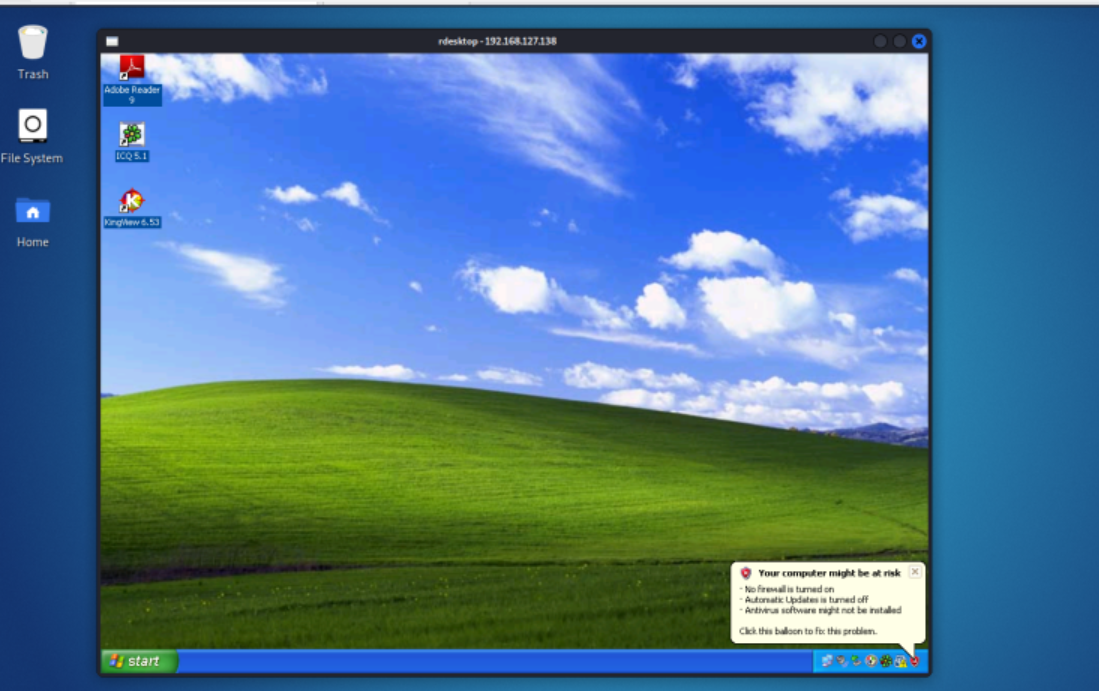 rdesktop - 192.168.127.138
Trash
File System
Home
Adobe Reader
9
ICQ 5.1
KingView 6.53
Your computer might be at risk
- No firewall is turned on
- Automatic Updates is turned off
- Antivirus software might not be installed
Click this balloon to fix this problem.
start